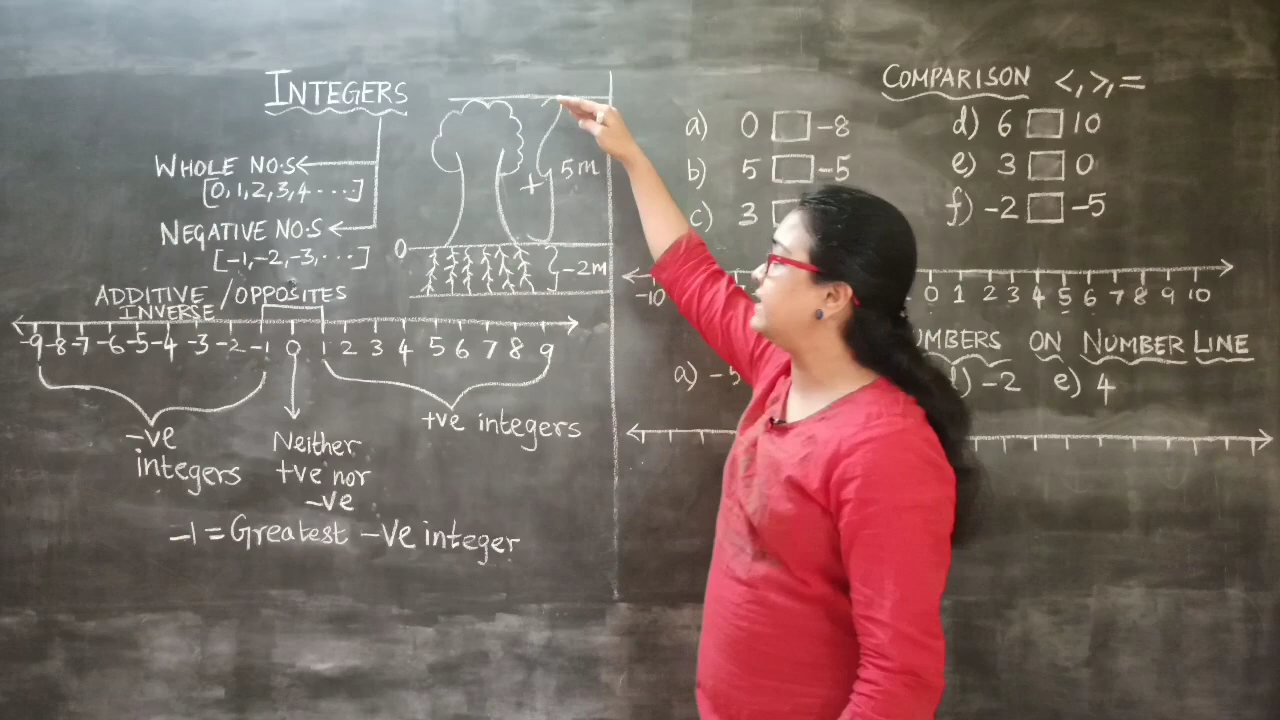 INTEGERS
WHOLE NO.S
[0, 1, 2, 3, 4 ....]
NEGATIVE NO.S
[-1, -2, -3, ...]
+ 5m
0
-2m
ADDITIVE / OPPOSITES
INVERSE
-9 -8 -7 -6 -5 -4 -3 -2 -1 0 1 2 3 4 5 6 7 8 9
-ve
integers
Neither
+ve nor
-ve
+ve integers
-1 = Greatest -ve integer
COMPARISON <, >, =
a) 0 □ -8
b) 5 □ -5
c) 3
d) 6 □ 10
e) 3 □ 0
f) -2 □ -5
-10 0 1 2 3 4 5 6 7 8 9 10
ON NUMBER LINE
a) -5 -2 e) 4